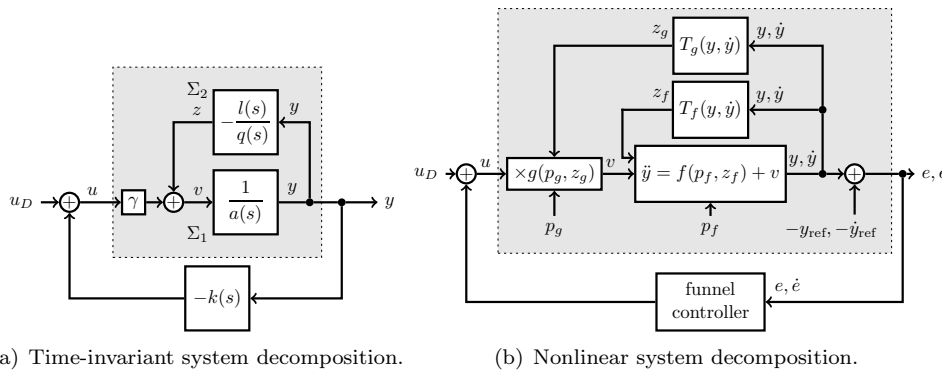 Σ₂
z
y
−l(s)/q(s)
u_D
u
γ
v
1/a(s)
y
y
Σ₁
−k(s)
a) Time-invariant system decomposition.
z_g
T_g(y, ẏ)
y, ẏ
z_f
T_f(y, ẏ)
y, ẏ
u_D
u
×g(p_g, z_g)
v
ÿ = f(p_f, z_f) + v
y, ẏ
e, e
p_g
p_f
−y_ref, −ẏ_ref
funnel
controller
e, ė
(b) Nonlinear system decomposition.